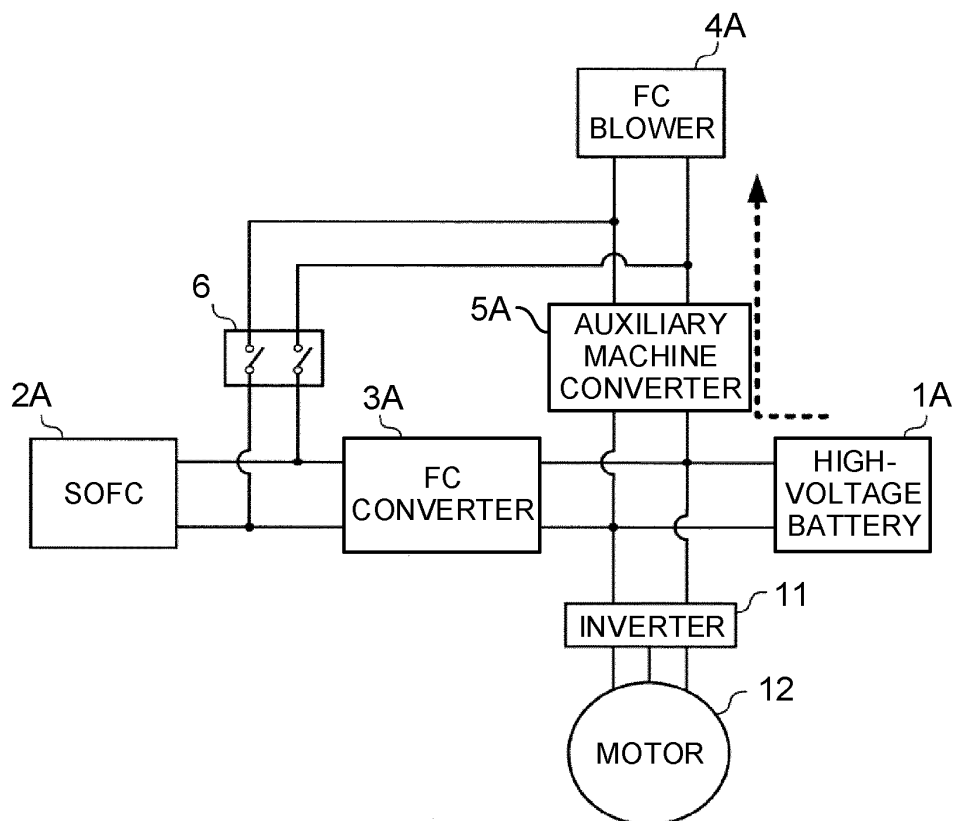 4A
FC
BLOWER
6
5A
AUXILIARY
MACHINE
CONVERTER
2A
3A
1A
SOFC
FC
CONVERTER
HIGH-
VOLTAGE
BATTERY
11
INVERTER
12
MOTOR